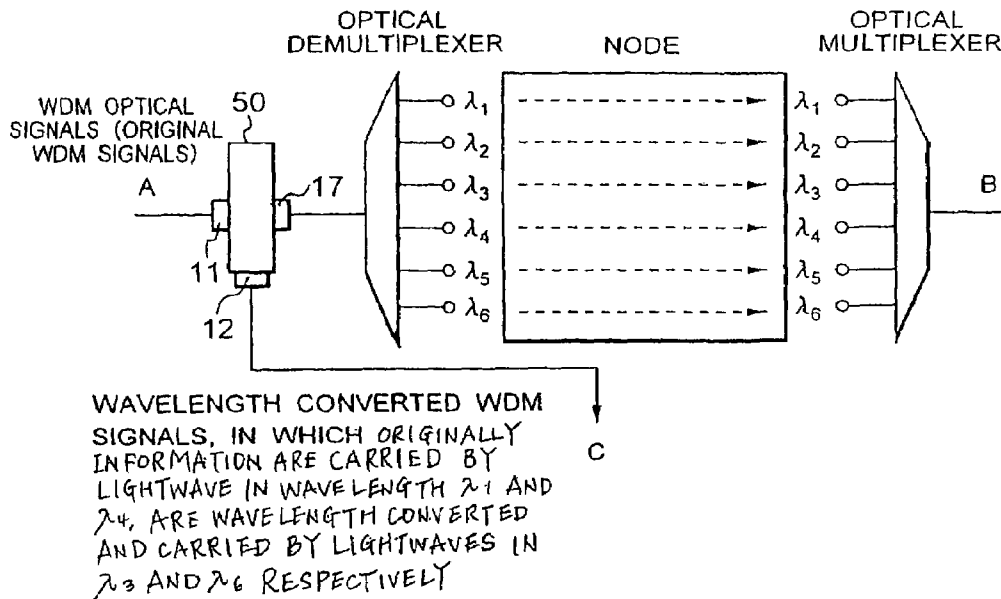 OPTICAL
DEMULTIPLEXER
NODE
OPTICAL
MULTIPLEXER
WDM OPTICAL
SIGNALS (ORIGINAL
WDM SIGNALS)
50
A
11
17
12
λ1
λ2
λ3
λ4
λ5
λ6
λ1
λ2
λ3
λ4
λ5
λ6
B
C
WAVELENGTH CONVERTED WDM
SIGNALS, IN WHICH ORIGINALLY
INFORMATION ARE CARRIED BY
LIGHTWAVE IN WAVELENGTH λ1 AND
λ4, ARE WAVELENGTH CONVERTED
AND CARRIED BY LIGHTWAVES IN
λ3 AND λ6 RESPECTIVELY